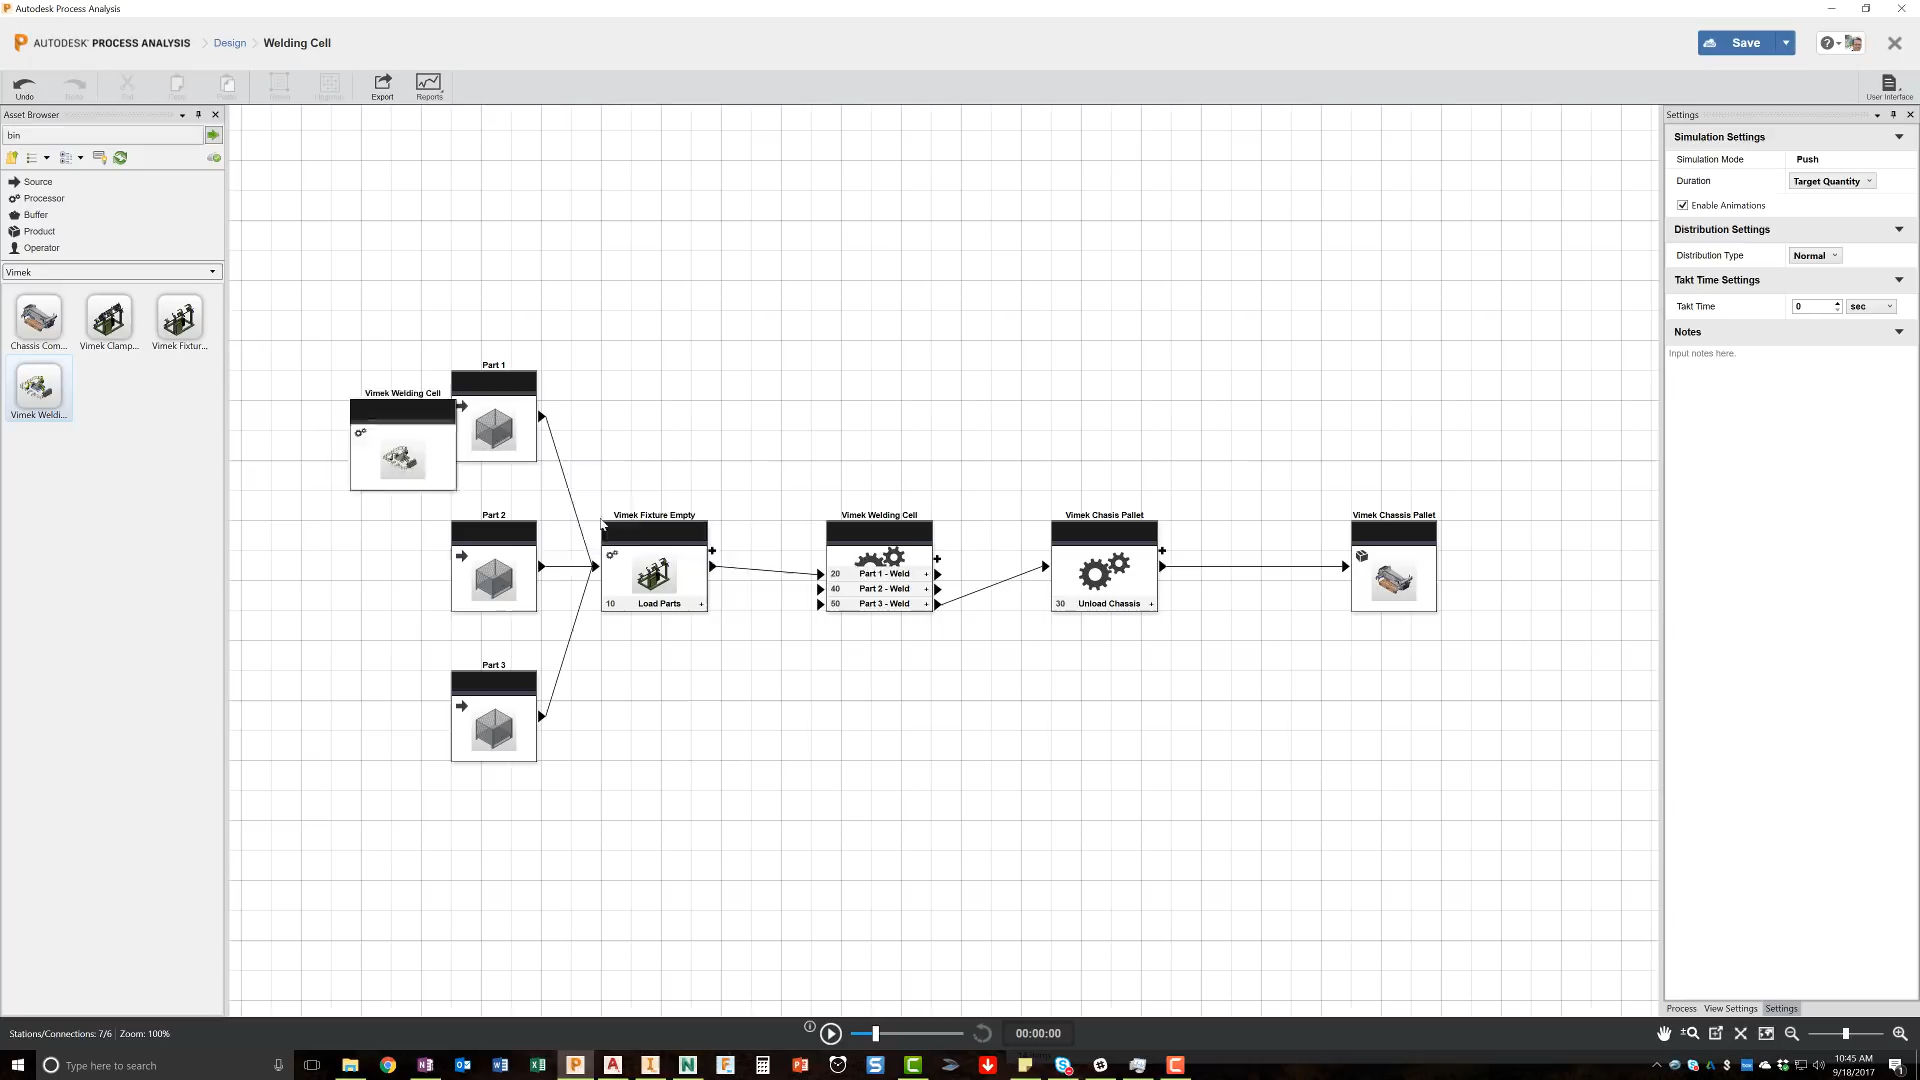 Autodesk Process Analysis
AUTODESK® PROCESS ANALYSIS
Design
Welding Cell
Save
Undo
Export
Reports
User Interface
Asset Browser
bin
Source
Processor
Buffer
Product
Operator
Vimek
Chassis Com...
Vimek Clamp...
Vimek Fixtur...
Vimek Weldi...
Part 1
Vimek Welding Cell
Part 2
Vimek Fixture Empty
10 Load Parts +
Vimek Welding Cell
20 Part 1 - Weld +
40 Part 2 - Weld +
50 Part 3 - Weld +
Vimek Chasis Pallet
30 Unload Chassis +
Vimek Chassis Pallet
Part 3
Settings
Simulation Settings
Simulation Mode Push
Duration Target Quantity
Enable Animations
Distribution Settings
Distribution Type Normal
Takt Time Settings
Takt Time 0 sec
Notes
Input notes here.
Process View Settings Settings
Stations/Connections: 7/6 Zoom: 100%
00:00:00
Type here to search
10:45 AM
9/18/2017